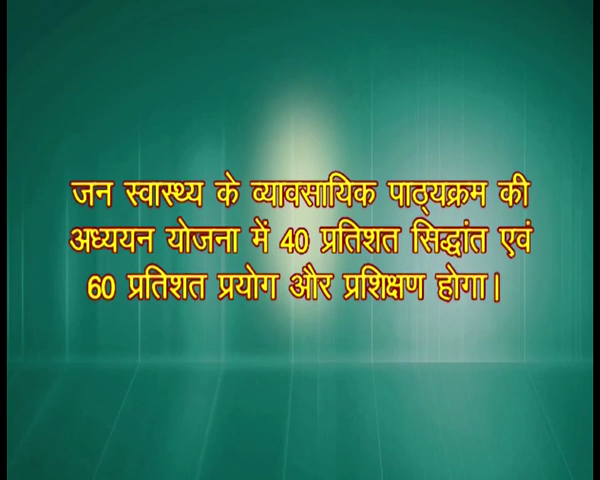 जन स्वास्थ्य के व्यावसायिक पाठ्यक्रम की
अध्ययन योजना में 40 प्रतिशत सिद्धांत एवं
60 प्रतिशत प्रयोग और प्रशिक्षण होगा।